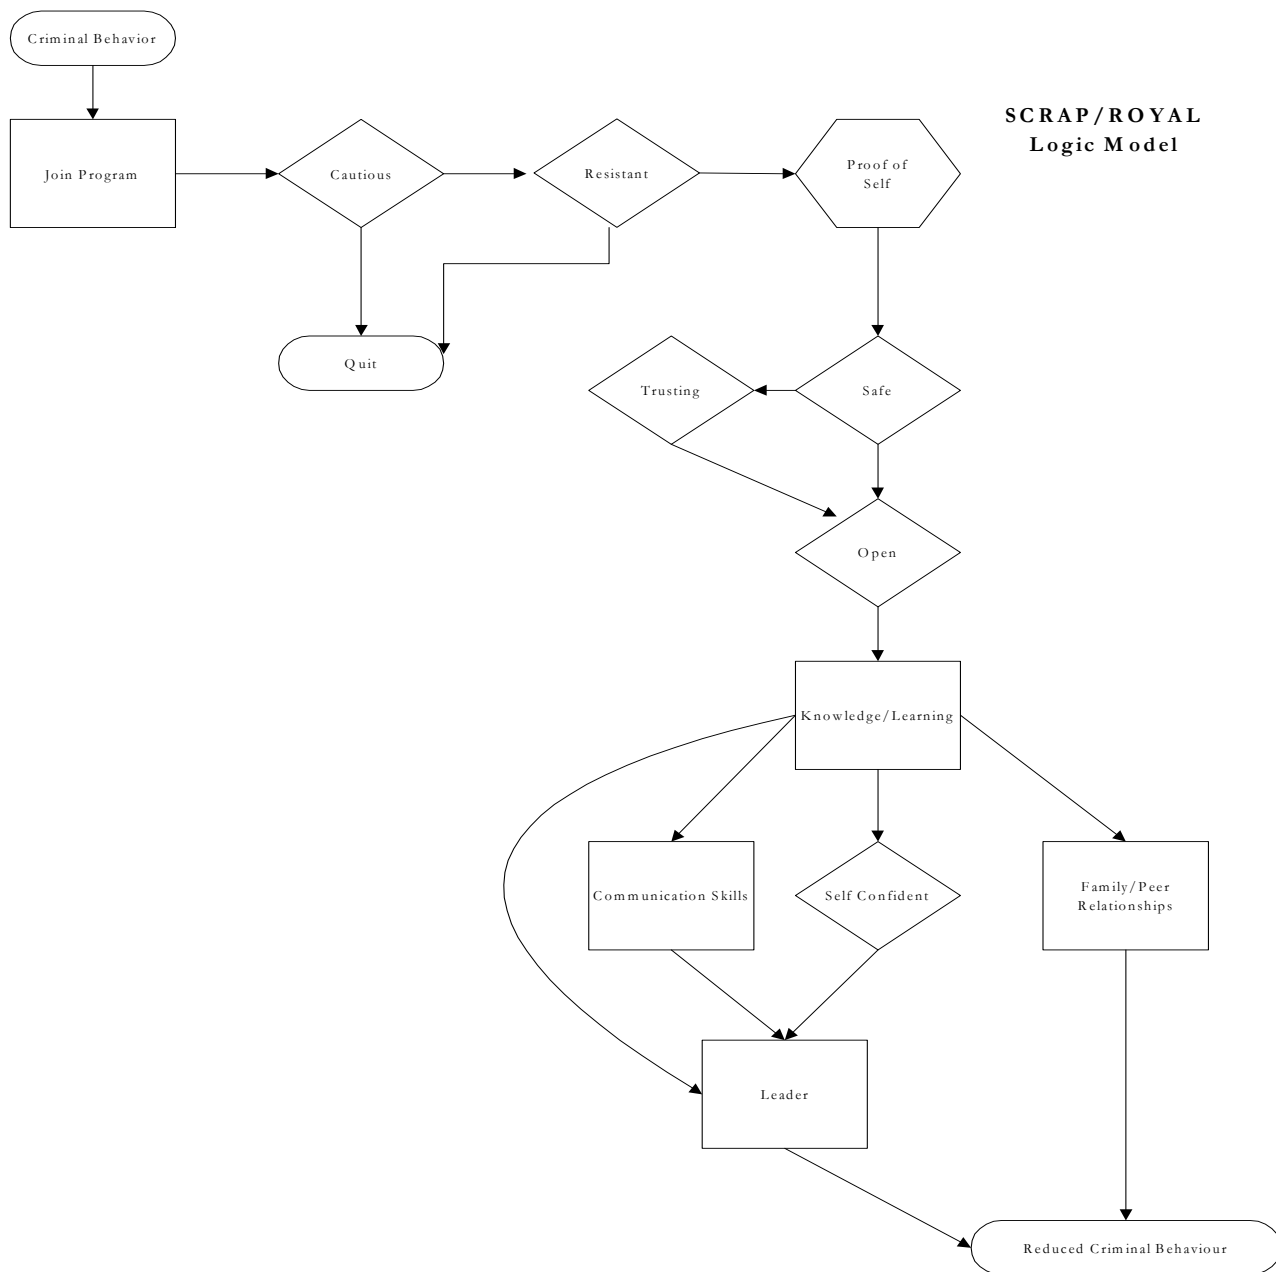 Criminal Behavior
SCRAP/ROYAL
Logic Model
Join Program
Cautious
Resistant
Proof of
Self
Quit
Trusting
Safe
Open
Knowledge/Learning
Communication Skills
Self Confident
Family/Peer
Relationships
Leader
Reduced Criminal Behaviour